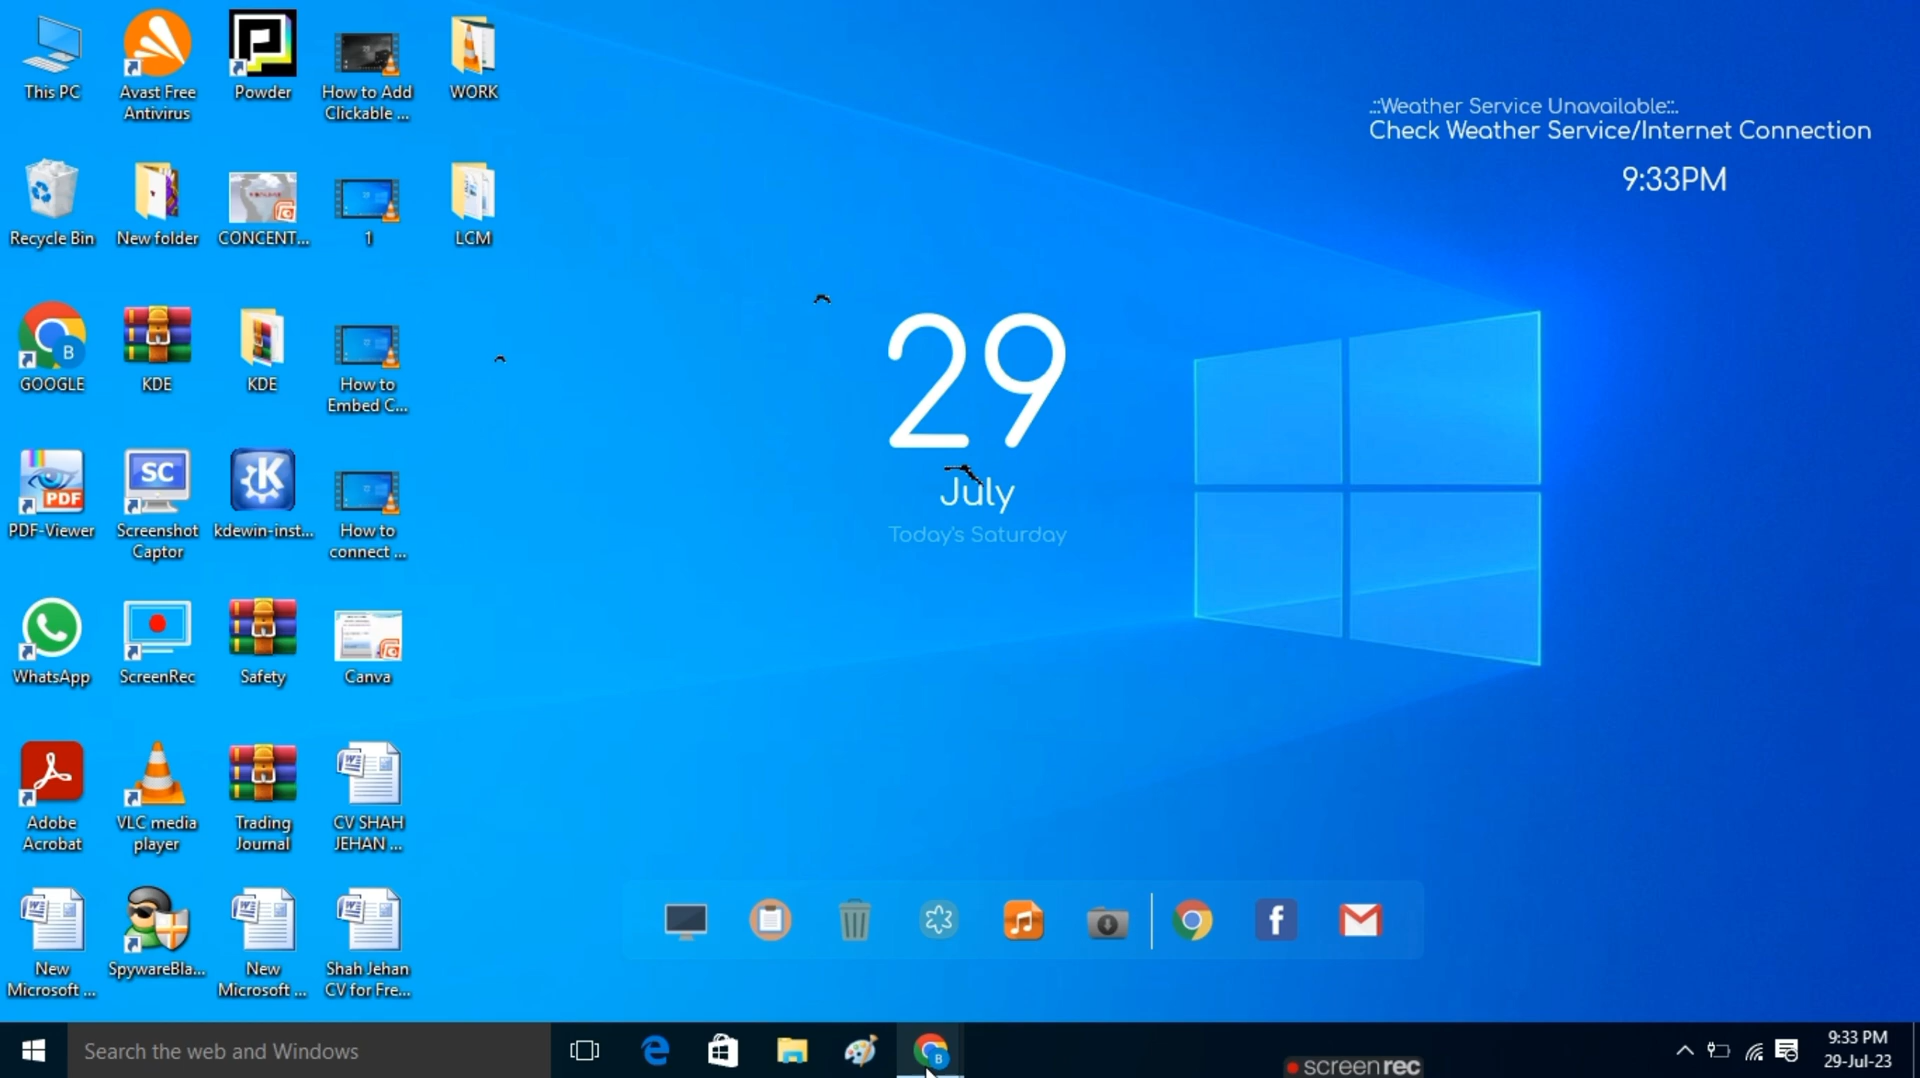 This PC
Avast Free
Antivirus
Powder
How to Add
Clickable ...
WORK
.::Weather Service Unavailable::.
Check Weather Service/Internet Connection
9:33PM
Recycle Bin
New folder
CONCENT...
1
LCM
29
July
Today's Saturday
B
GOOGLE
KDE
KDE
How to
Embed C...
PDF
PDF-Viewer
SC
Screenshot
Captor
K
kdewin-inst...
How to
connect ...
WhatsApp
ScreenRec
Safety
Canva
Adobe
Acrobat
VLC media
player
Trading
Journal
CV SHAH
JEHAN ...
New
Microsoft ...
SpywareBla...
New
Microsoft ...
Shah Jehan
CV for Fre...
Search the web and Windows
B
screenrec
9:33 PM
29-Jul-23